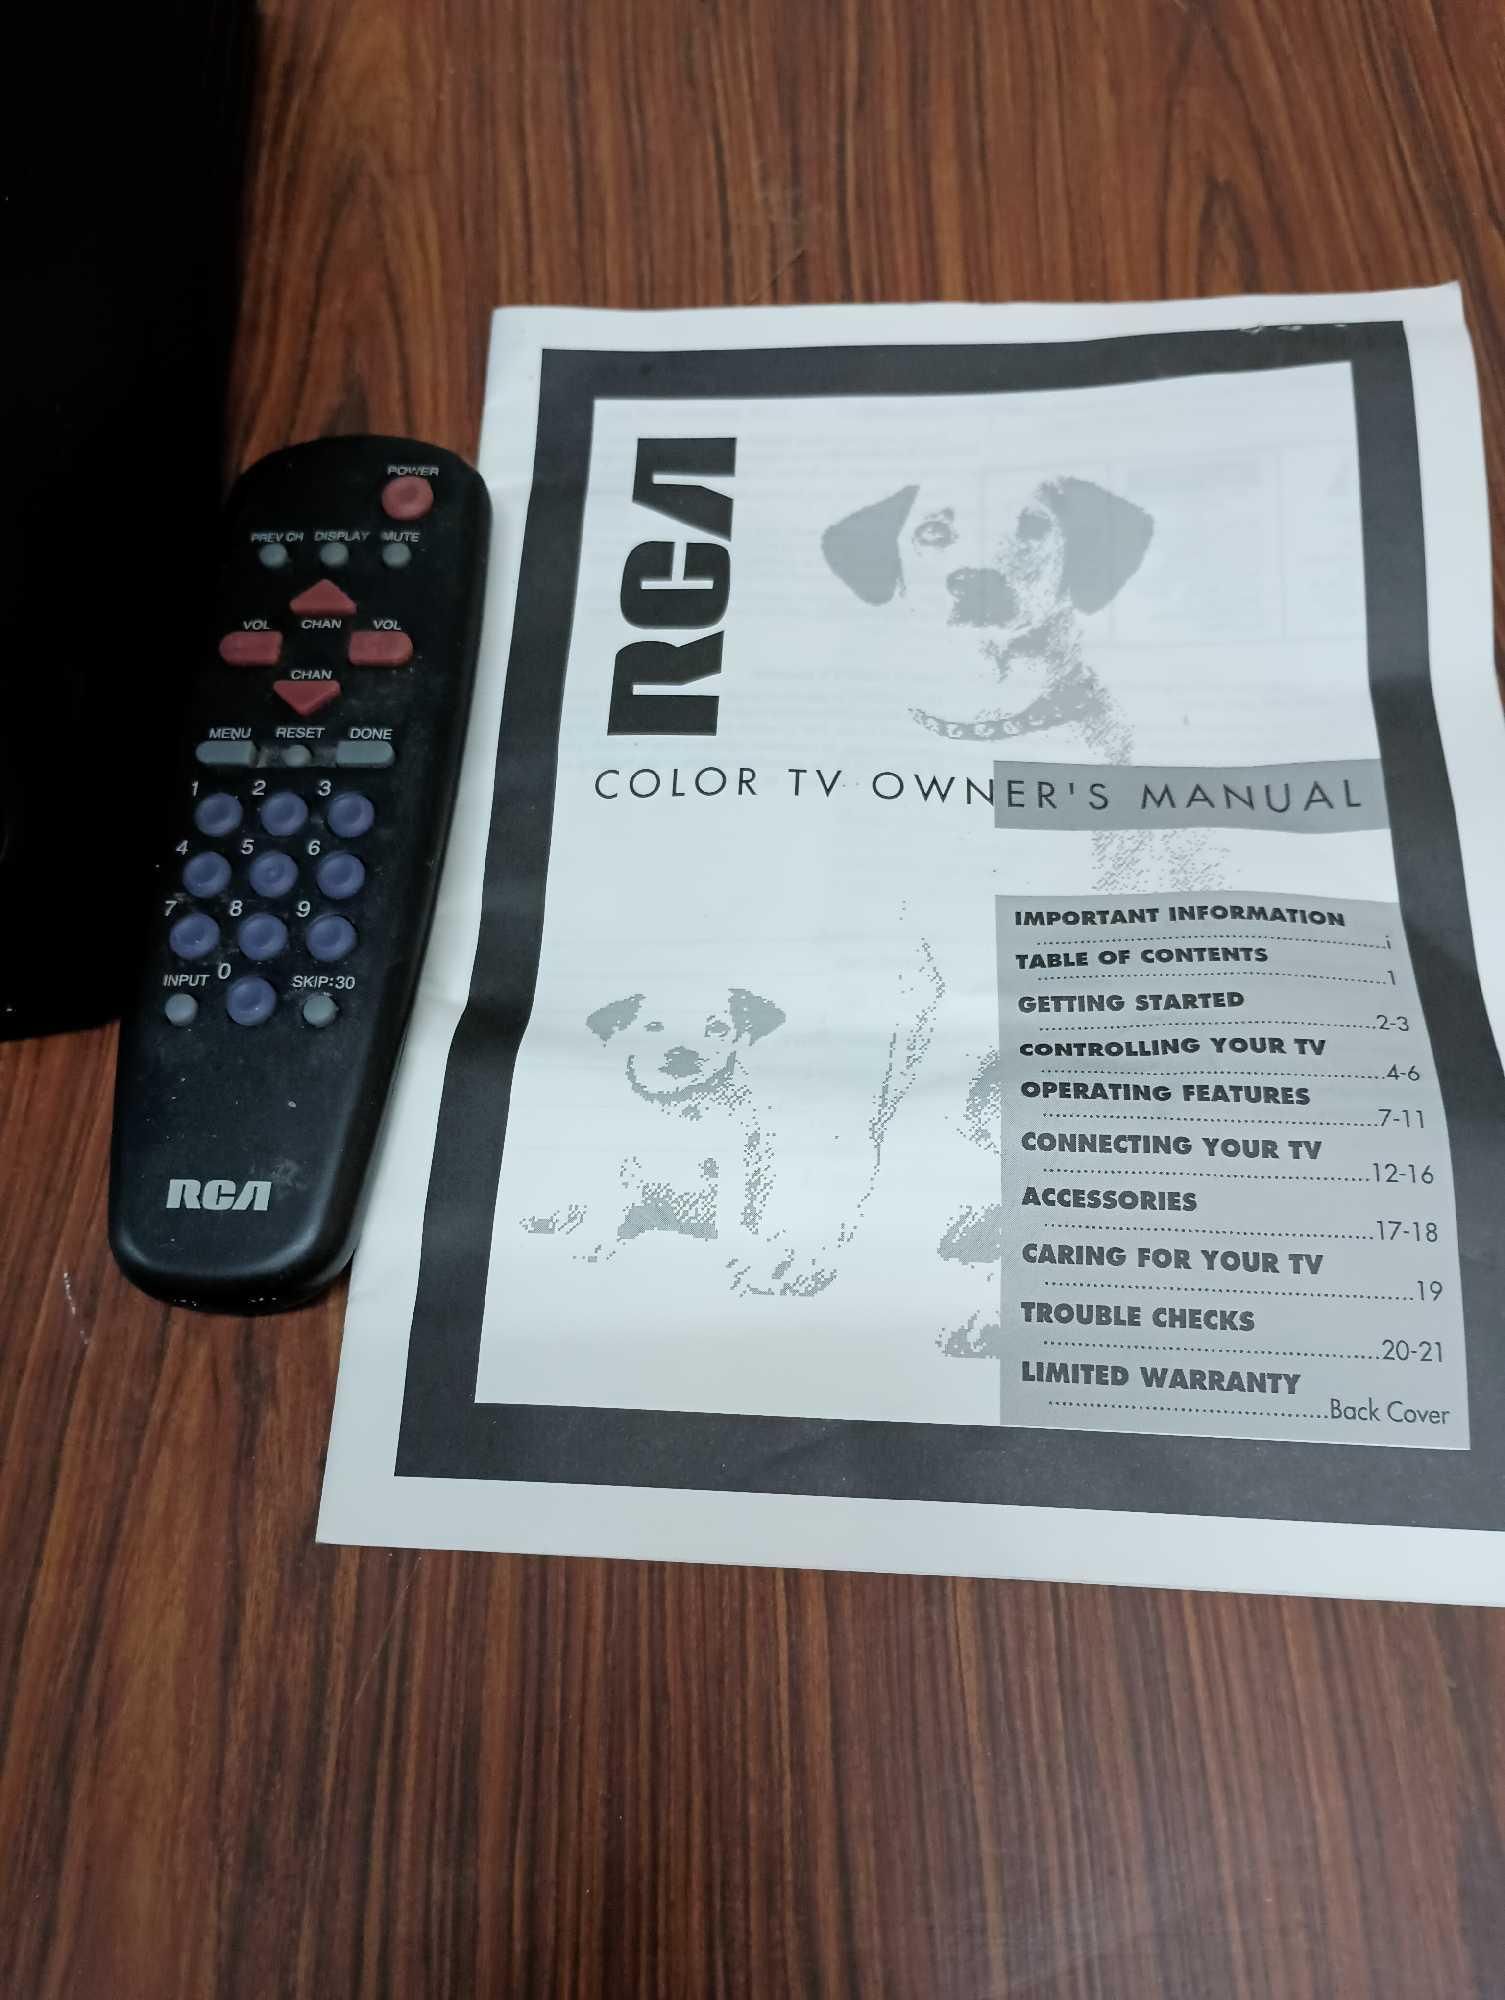 POWER
PREV CH DISPLAY MUTE
VOL CHAN VOL
CHAN
MENU RESET DONE
1 2 3
4 5 6
7 8 9
INPUT 0 SKIP:30
RCA
RCA
COLOR TV OWNER'S MANUAL
IMPORTANT INFORMATION
....................i
TABLE OF CONTENTS
....................1
GETTING STARTED
....................2-3
CONTROLLING YOUR TV
....................4-6
OPERATING FEATURES
....................7-11
CONNECTING YOUR TV
....................12-16
ACCESSORIES
....................17-18
CARING FOR YOUR TV
....................19
TROUBLE CHECKS
....................20-21
LIMITED WARRANTY
....................Back Cover